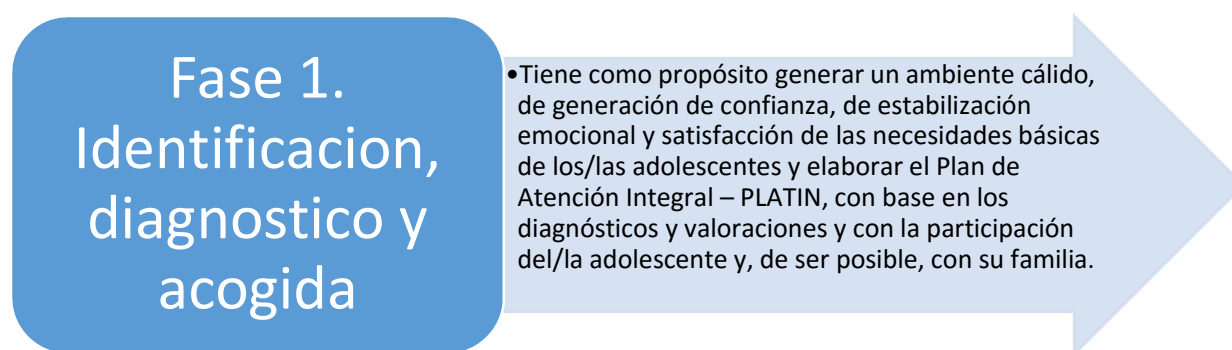 Fase 1.
Identificacion,
diagnostico y
acogida
•Tiene como propósito generar un ambiente cálido,
de generación de confianza, de estabilización
emocional y satisfacción de las necesidades básicas
de los/las adolescentes y elaborar el Plan de
Atención Integral – PLATIN, con base en los
diagnósticos y valoraciones y con la participación
del/la adolescente y, de ser posible, con su familia.